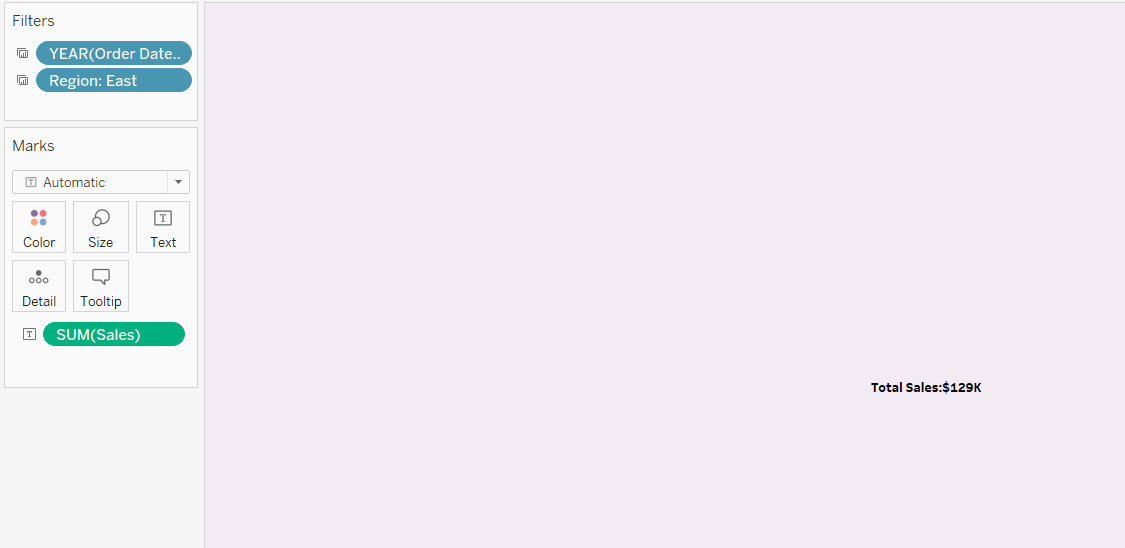 Filters
YEAR(Order Date..
Region: East
Marks
T Automatic
Color
Size
T
Text
Detail
Tooltip
T SUM(Sales)
Total Sales:$129K